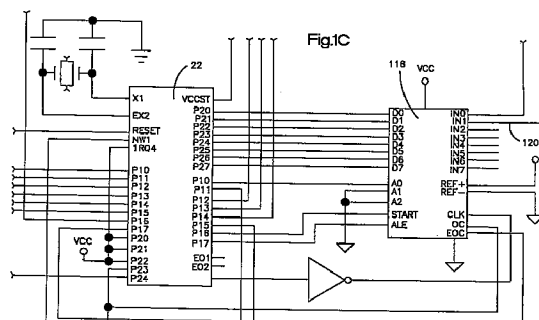 Fig.1C
22
118
VCC
X1
EX2
RESET
NW1
1R04
P10
P11
P12
P13
P14
P15
P16
P17
P20
P21
P22
P23
P24
VCC
VCCST
P20
P21
P22
P23
P24
P25
P26
P27
P10
P11
P12
P13
P14
P15
P16
P17
EO1
EO2
D0
D1
D2
D3
D4
D5
D6
D7
A0
A1
A2
START
ALE
IN0
IN1
IN2
IN3
IN4
IN5
IN6
IN7
REF+
REF-
CLK
OC
EOC
120